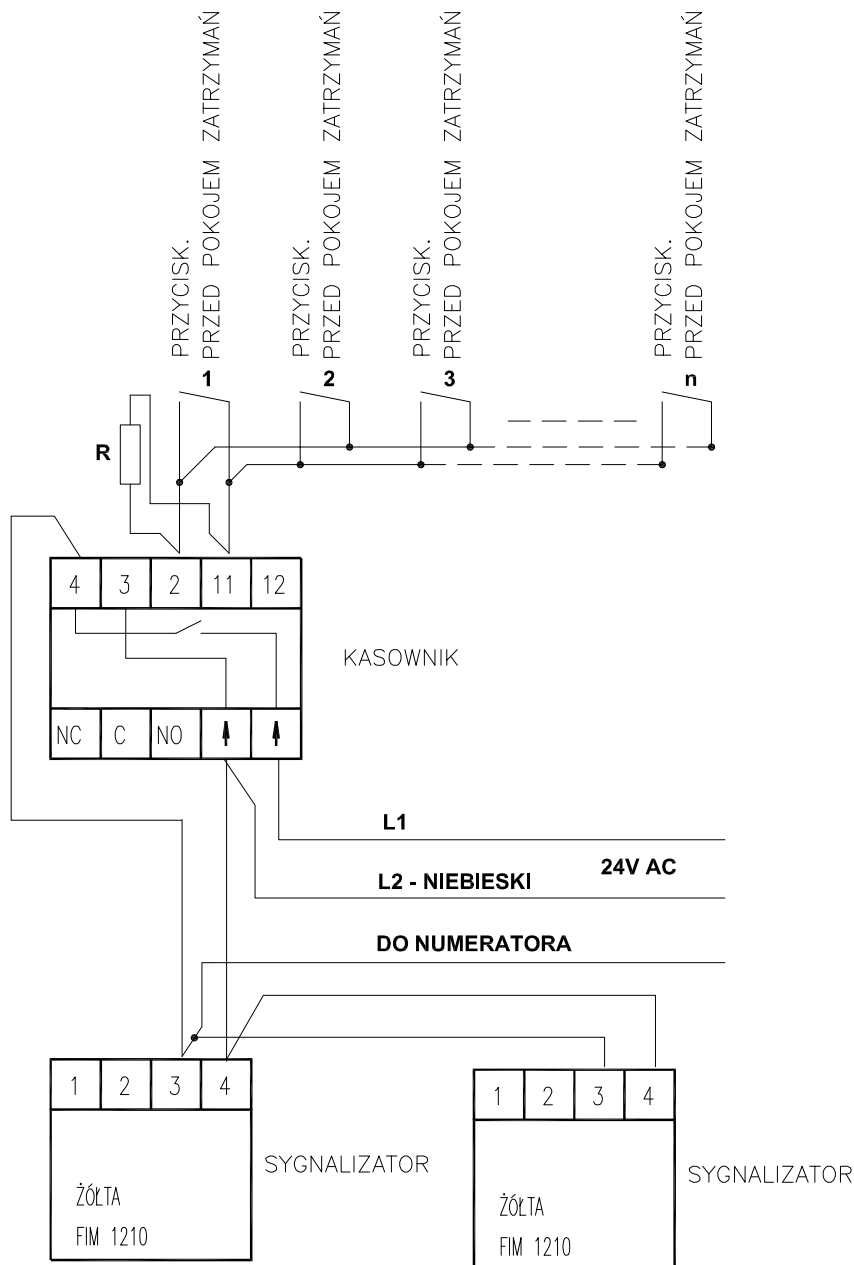 PRZYCISK.
PRZED POKOJEM ZATRZYMAŃ
PRZYCISK.
PRZED POKOJEM ZATRZYMAŃ
PRZYCISK.
PRZED POKOJEM ZATRZYMAŃ
PRZYCISK.
PRZED POKOJEM ZATRZYMAŃ
1
2
3
n
R
4 3 2 11 12
KASOWNIK
NC C NO
L1
24V AC
L2 - NIEBIESKI
DO NUMERATORA
1 2 3 4
SYGNALIZATOR
ŻÓŁTA
FIM 1210
1 2 3 4
SYGNALIZATOR
ŻÓŁTA
FIM 1210